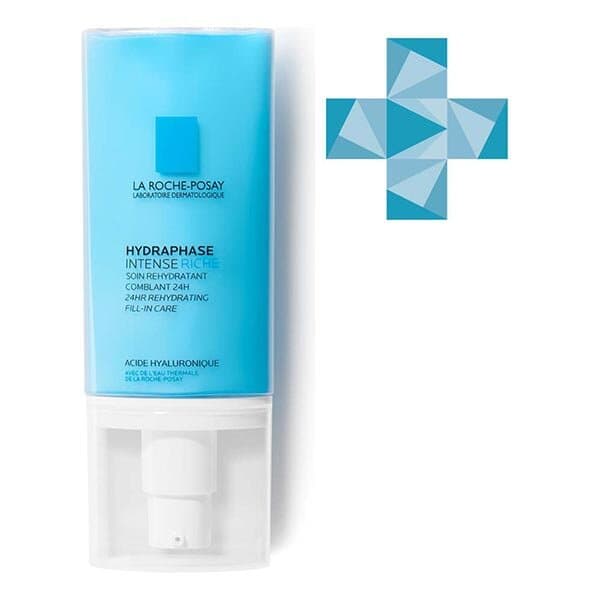 LA ROCHE-POSAY
LABORATOIRE DERMATOLOGIQUE
HYDRAPHASE
INTENSE RICHE
SOIN REHYDRATANT
COMBLANT 24H
24HR REHYDRATING
FILL-IN CARE
ACIDE HYALURONIQUE
AVEC DE L'EAU THERMALE
DE LA ROCHE-POSAY